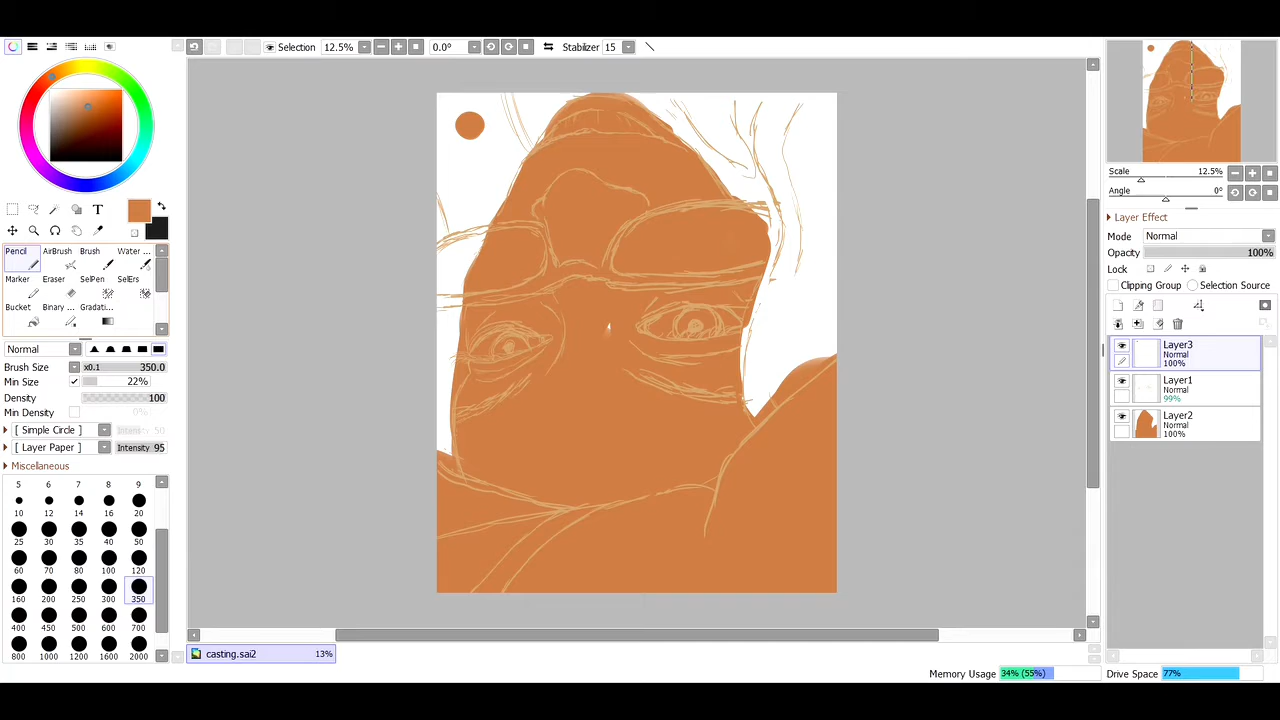 Selection 12.5% 0.0° Stabilizer 15
Scale 12.5%
Angle 0°
Layer Effect
Mode Normal
Opacity 100%
Lock
Clipping Group Selection Source
Layer3
Normal
100%
Layer1
Normal
99%
Layer2
Normal
100%
T
Pencil AirBrush Brush Water ...
Marker Eraser SelPen SelErs
Bucket Binary ... Gradati...
Normal
Brush Size x0.1 350.0
Min Size 22%
Density 100
Min Density 0%
[ Simple Circle ] Intensity 50
[ Layer Paper ] Intensity 95
Miscellaneous
5 6 7 8 9
10 12 14 16 20
25 30 35 40 50
60 70 80 100 120
160 200 250 300 350
400 450 500 600 700
800 1000 1200 1600 2000
casting.sai2 13%
Memory Usage 34% (55%) Drive Space 77%